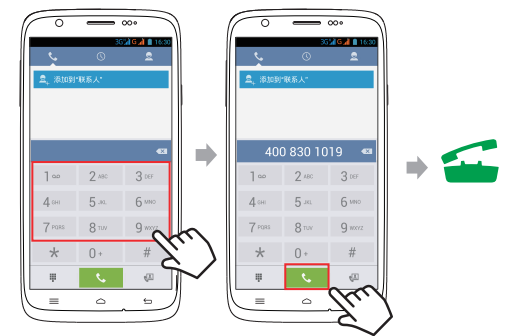 3G G 16:30
添加到"联系人"
1
2 ABC
3 DEF
4 GHI
5 JKL
6 MNO
7 PQRS
8 TUV
9 WXYZ
*
0 +
#
3G G 16:30
添加到"联系人"
400 830 1019
1
2 ABC
3 DEF
4 GHI
5 JKL
6 MNO
7 PQRS
8 TUV
9 WXYZ
*
0 +
#